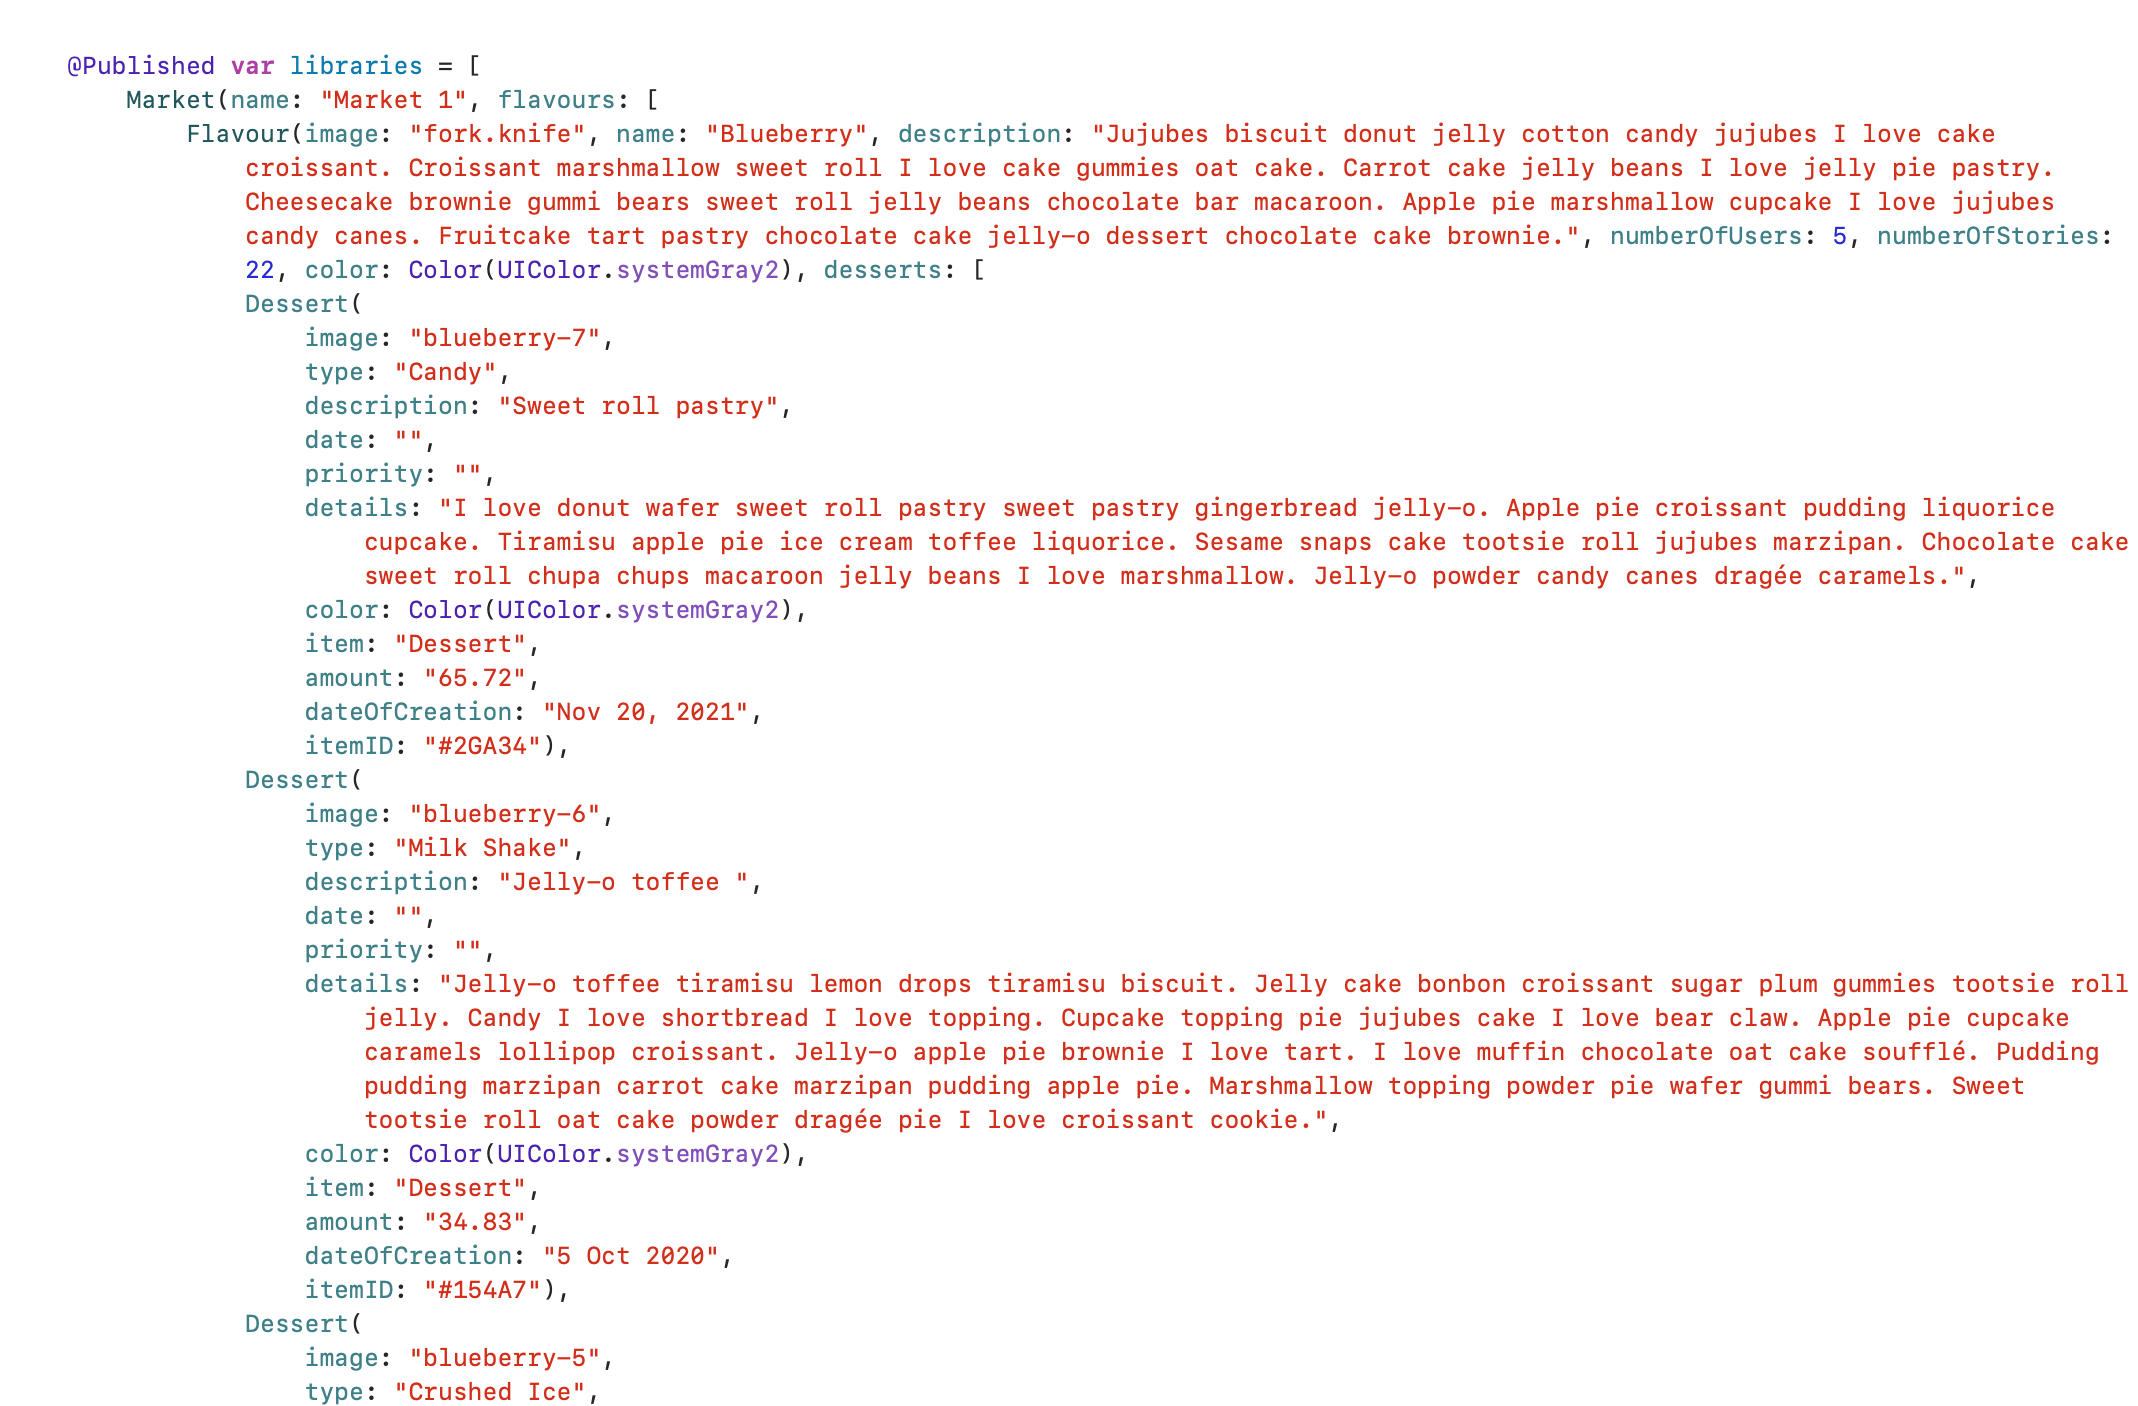 @Published var libraries = [
Market(name: "Market 1", flavours: [
Flavour(image: "fork.knife", name: "Blueberry", description: "Jujubes biscuit donut jelly cotton candy jujubes I love cake
croissant. Croissant marshmallow sweet roll I love cake gummies oat cake. Carrot cake jelly beans I love jelly pie pastry.
Cheesecake brownie gummi bears sweet roll jelly beans chocolate bar macaroon. Apple pie marshmallow cupcake I love jujubes
candy canes. Fruitcake tart pastry chocolate cake jelly-o dessert chocolate cake brownie.", numberOfUsers: 5, numberOfStories:
22, color: Color(UIColor.systemGray2), desserts: [
Dessert(
image: "blueberry-7",
type: "Candy",
description: "Sweet roll pastry",
date: "",
priority: "",
details: "I love donut wafer sweet roll pastry sweet pastry gingerbread jelly-o. Apple pie croissant pudding liquorice
cupcake. Tiramisu apple pie ice cream toffee liquorice. Sesame snaps cake tootsie roll jujubes marzipan. Chocolate cake
sweet roll chupa chups macaroon jelly beans I love marshmallow. Jelly-o powder candy canes dragée caramels.",
color: Color(UIColor.systemGray2),
item: "Dessert",
amount: "65.72",
dateOfCreation: "Nov 20, 2021",
itemID: "#2GA34"),
Dessert(
image: "blueberry-6",
type: "Milk Shake",
description: "Jelly-o toffee ",
date: "",
priority: "",
details: "Jelly-o toffee tiramisu lemon drops tiramisu biscuit. Jelly cake bonbon croissant sugar plum gummies tootsie roll
jelly. Candy I love shortbread I love topping. Cupcake topping pie jujubes cake I love bear claw. Apple pie cupcake
caramels lollipop croissant. Jelly-o apple pie brownie I love tart. I love muffin chocolate oat cake soufflé. Pudding
pudding marzipan carrot cake marzipan pudding apple pie. Marshmallow topping powder pie wafer gummi bears. Sweet
tootsie roll oat cake powder dragée pie I love croissant cookie.",
color: Color(UIColor.systemGray2),
item: "Dessert",
amount: "34.83",
dateOfCreation: "5 Oct 2020",
itemID: "#154A7"),
Dessert(
image: "blueberry-5",
type: "Crushed Ice",